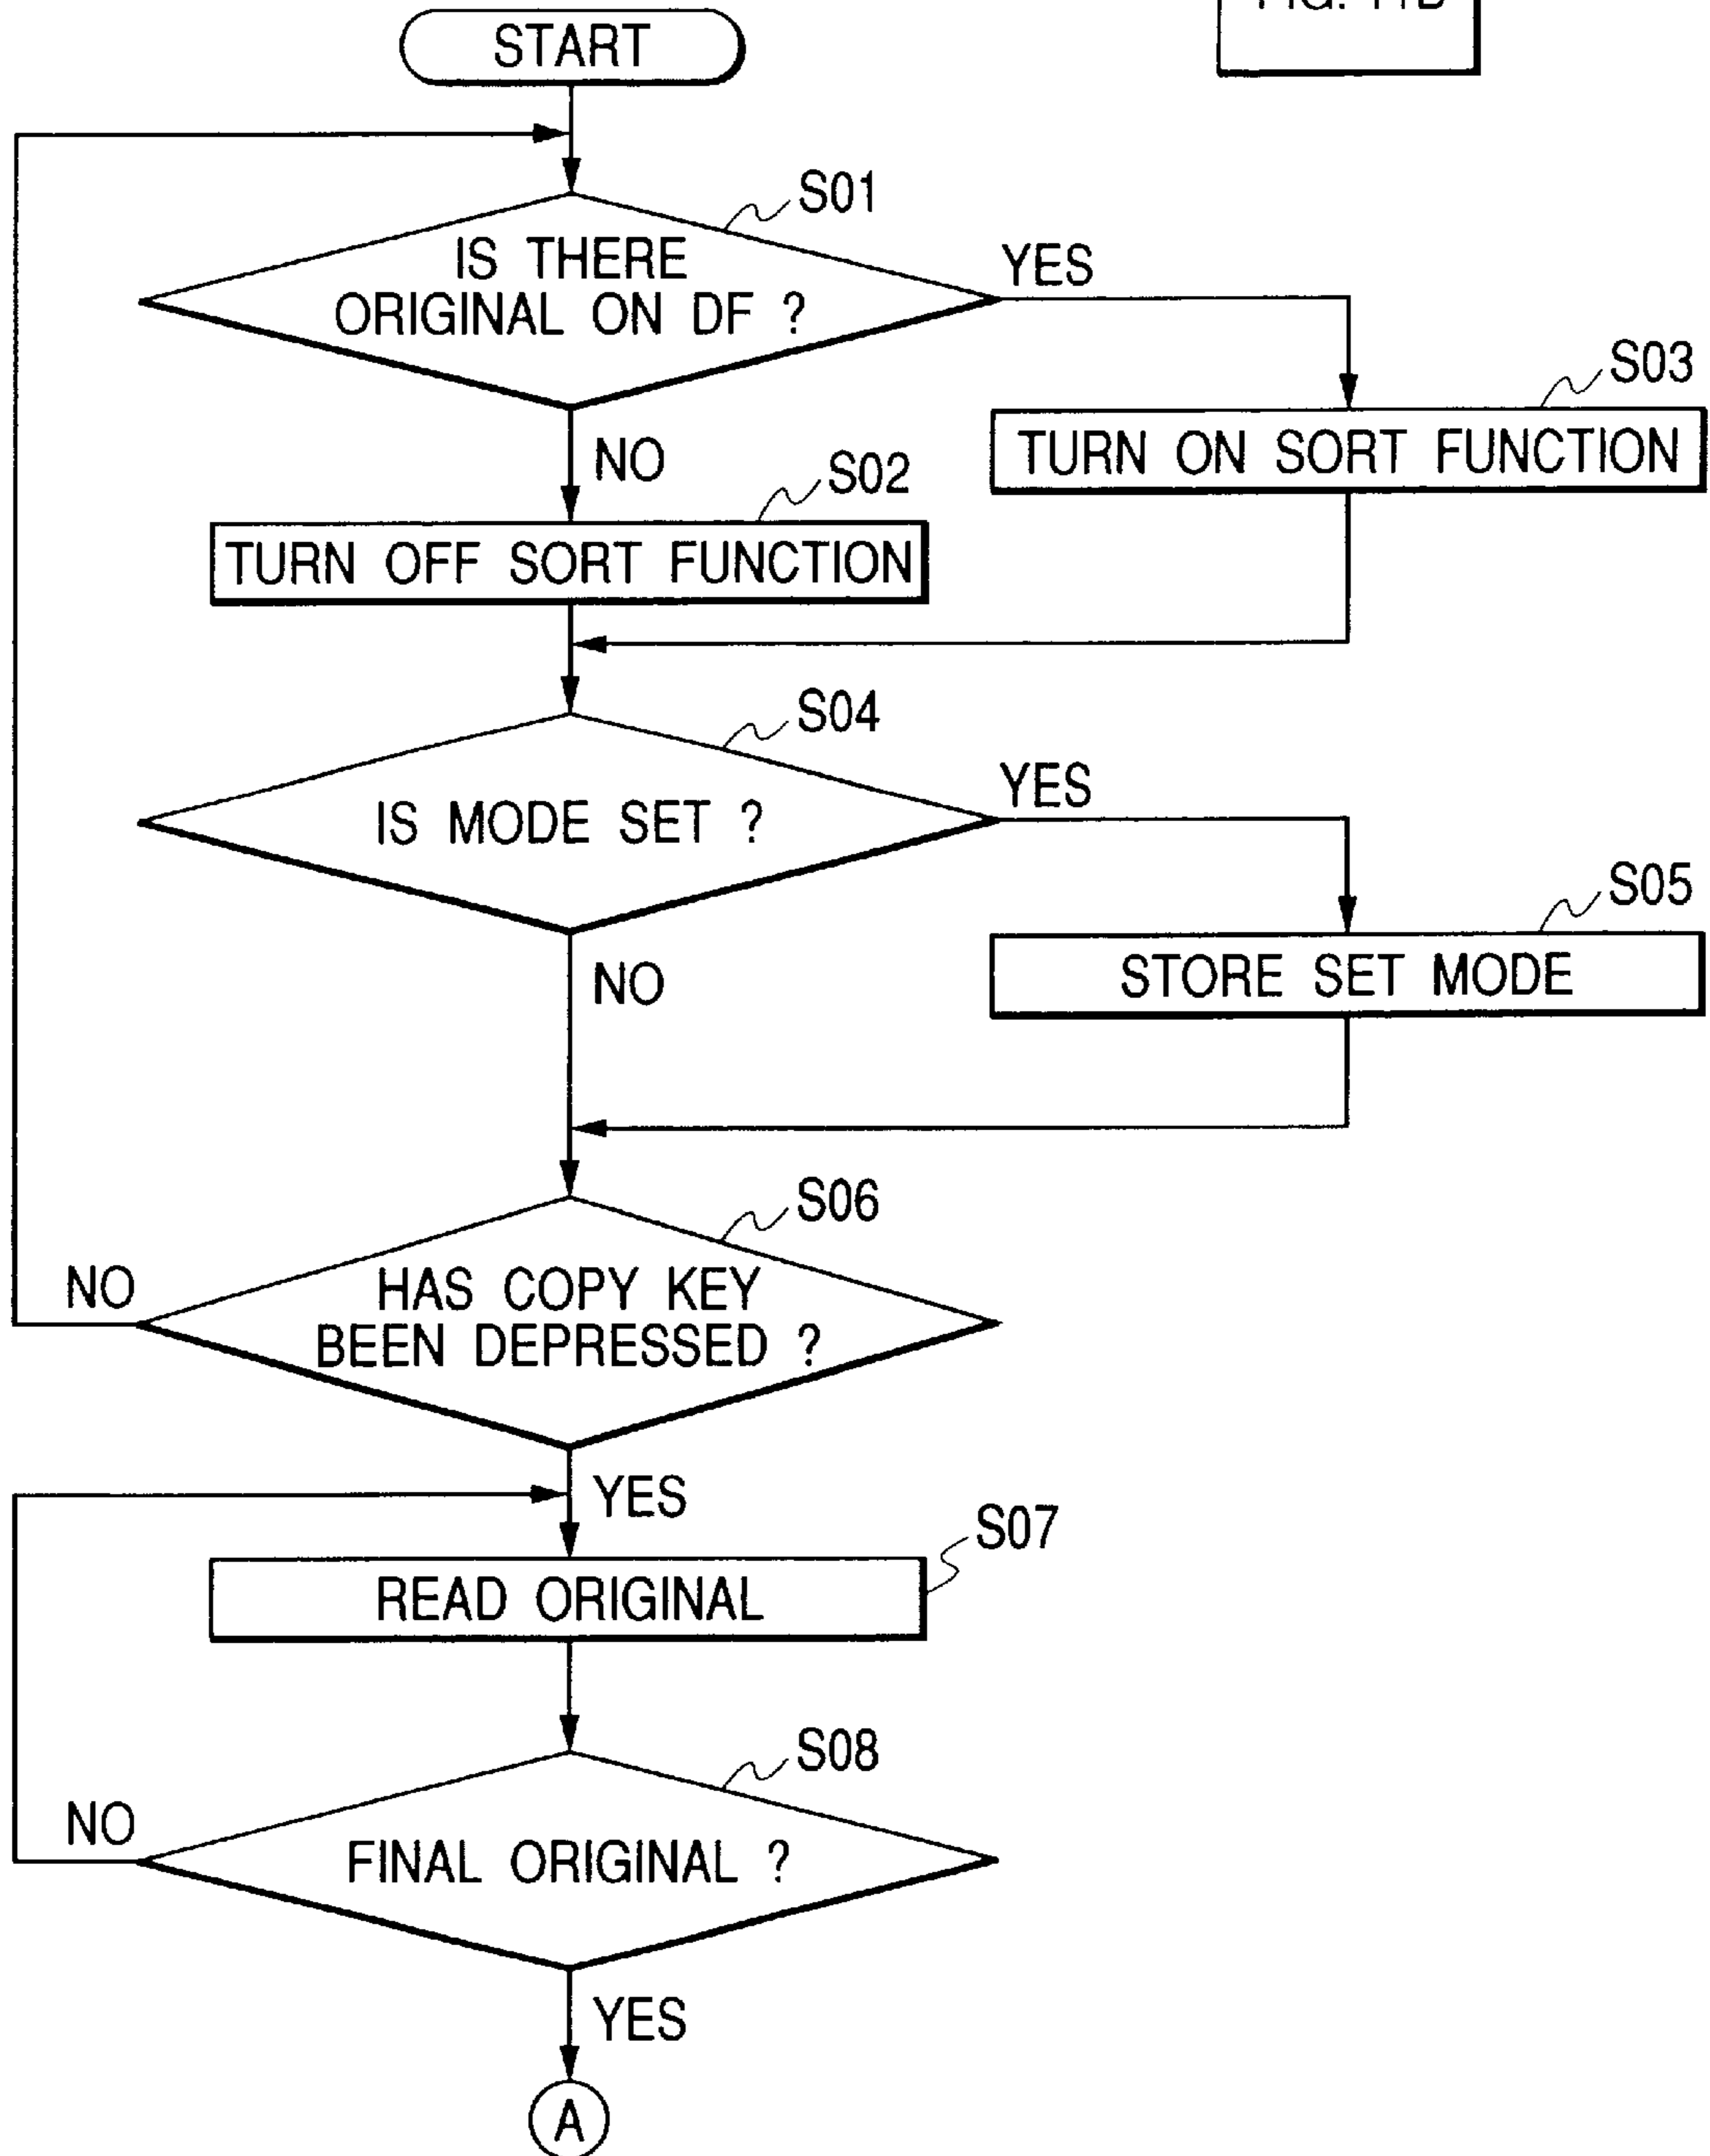 FIG. 11B
START
S01
IS THERE
ORIGINAL ON DF ?
YES
S03
TURN ON SORT FUNCTION
NO
S02
TURN OFF SORT FUNCTION
S04
IS MODE SET ?
YES
S05
STORE SET MODE
NO
S06
HAS COPY KEY
BEEN DEPRESSED ?
NO
YES
S07
READ ORIGINAL
S08
FINAL ORIGINAL ?
NO
YES
A